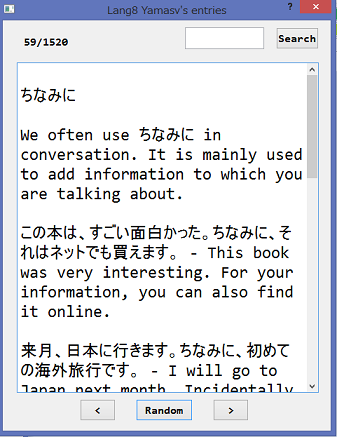 Lang8 Yamasv's entries
?
×
59/1520
Search
ちなみに
We often use ちなみに in
conversation. It is mainly used
to add information to which you
are talking about.
この本は、すごい面白かった。ちなみに、そ
れはネットでも買えます。 - This book
was very interesting. For your
information, you can also find
it online.
来月、日本に行きます。ちなみに、初めて
の海外旅行です。 - I will go to
Japan next month. Incidentally
<
Random
>